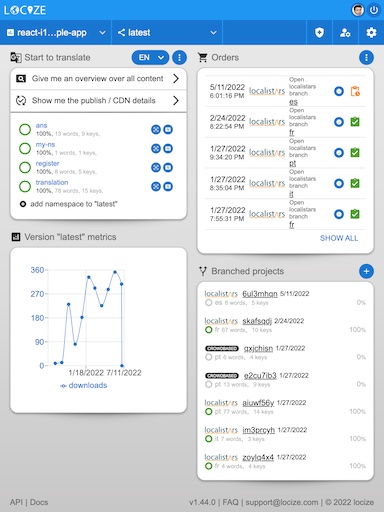 LOCIZE
react-i1...ple-app
latest
Start to translate
EN
Give me an overview over all content
Show me the publish / CDN details
ans
100%, 13 words, 9 keys,
my-ns
100%, 1 words, 1 keys,
register
100%, 8 words, 5 keys,
translation
100%, 78 words, 15 keys,
add namespace to "latest"
Version "latest" metrics
360
270
180
90
0
1/18/2022
7/11/2022
downloads
Orders
5/11/2022
6:01:16 PM
localistars
Open
localistars
branch
es
2/24/2022
8:22:54 PM
localistars
Open
localistars
branch
fr
1/27/2022
9:34:20 PM
localistars
Open
localistars
branch
pt
1/27/2022
8:35:04 PM
localistars
Open
localistars
branch
it
1/27/2022
7:55:31 PM
localistars
Open
localistars
branch
fr
SHOW ALL
Branched projects
localistars 6ul3mhqn 5/11/2022
es 8 words, 5 keys 0%
localistars skafsqdj 2/24/2022
fr 67 words, 10 keys 100%
CROWDBASED qxjchisn 1/27/2022
pt 6 words, 4 keys 0%
CROWDBASED e2cu7ib3 1/27/2022
pt 13 words, 9 keys 0%
localistars aiuwf56y 1/27/2022
pt 77 words, 14 keys 100%
localistars im3prcyh 1/27/2022
it 7 words, 3 keys 100%
localistars zoylq4x4 1/27/2022
fr 4 words, 4 keys 100%
API | Docs
v1.44.0 | FAQ | support@locize.com | © 2022 locize